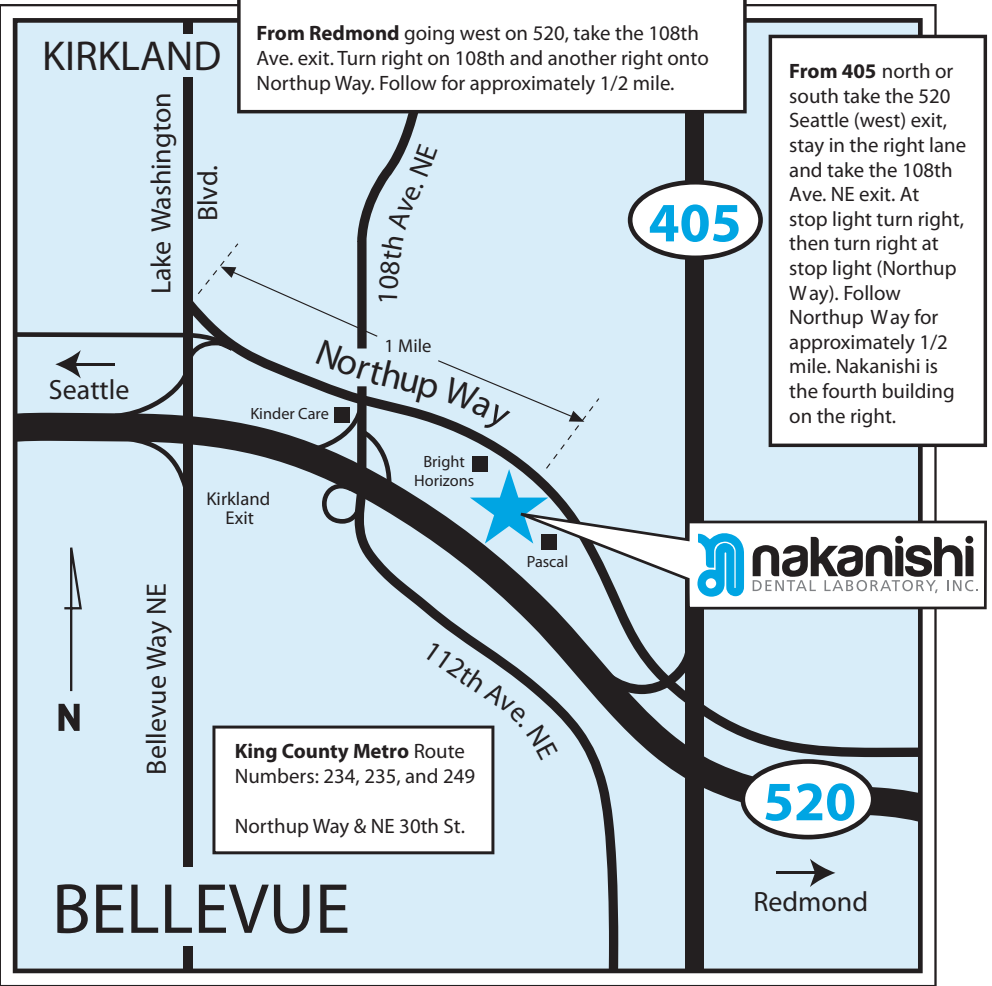 From Redmond going west on 520, take the 108th
Ave. exit. Turn right on 108th and another right onto
Northup Way. Follow for approximately 1/2 mile.
KIRKLAND
From 405 north or
south take the 520
Seattle (west) exit,
stay in the right lane
and take the 108th
Ave. NE exit. At
stop light turn right,
then turn right at
stop light (Northup
Way). Follow
Northup Way for
approximately 1/2
mile. Nakanishi is
the fourth building
on the right.
Lake Washington
Blvd.
108th Ave. NE
405
1 Mile
Northup Way
Seattle
Kinder Care
Bright
Horizons
Kirkland
Exit
Pascal
nakanishi
DENTAL LABORATORY, INC.
Bellevue Way NE
112th Ave. NE
N
King County Metro Route
Numbers: 234, 235, and 249
Northup Way & NE 30th St.
520
Redmond
BELLEVUE